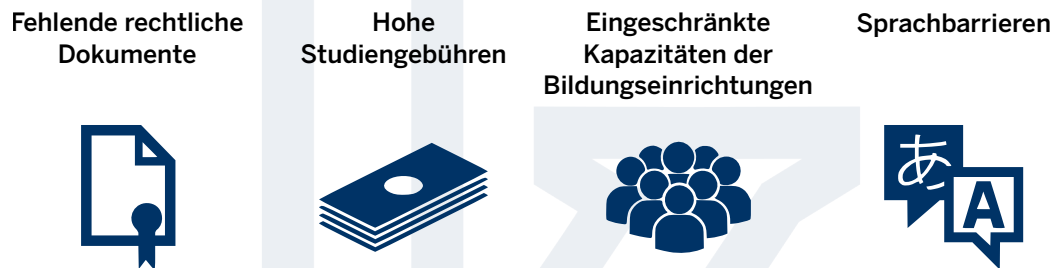 Fehlende rechtliche
Dokumente
Hohe
Studiengebühren
Eingeschränkte
Kapazitäten der
Bildungseinrichtungen
Sprachbarrieren
あ
A